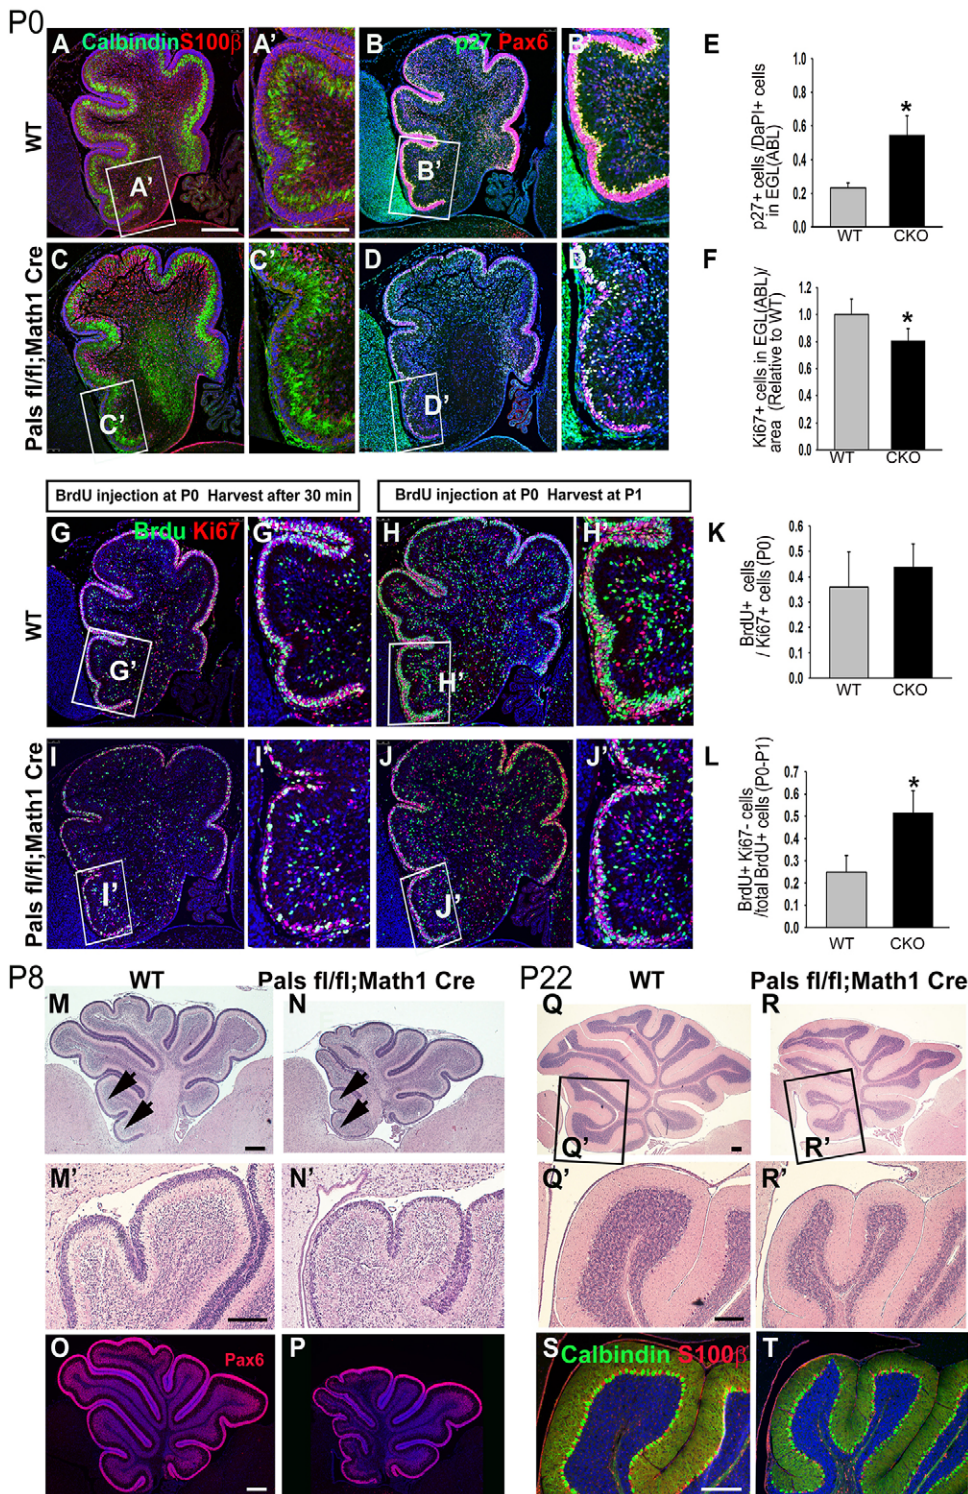 P0
A CalbindinS100β A' B p27 Pax6 B' E
WT
A' B'
p27+ cells /DaPI+ cells
in EGL(ABL)
1.0
0.8
0.6
0.4
0.2
0.0
*
WT CKO
C C' D D' F
Pals fl/fl;Math1 Cre
C' D'
Ki67+ cells in EGL(ABL)/
area (Relative to WT)
1.2
1.0
0.8
0.6
0.4
0.2
0.0
*
WT CKO
BrdU injection at P0 Harvest after 30 min BrdU injection at P0 Harvest at P1
G Brdu Ki67 G' H H' K
WT
G' H'
BrdU+ cells
/ Ki67+ cells (P0)
0.6
0.5
0.4
0.3
0.2
0.1
0.0
WT CKO
I I' J J' L
Pals fl/fl;Math1 Cre
I' J'
BrdU+ Ki67- cells
/total BrdU+ cells (P0-P1)
0.7
0.6
0.5
0.4
0.3
0.2
0.1
0.0
*
WT CKO
P8 WT Pals fl/fl;Math1 Cre P22 WT Pals fl/fl;Math1 Cre
M N Q R
Q' R'
M' N' Q' R'
O Pax6 P S Calbindin S100β T